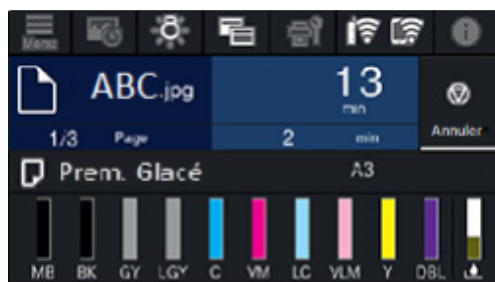 Menu
ABC.jpg
13
min
1/3 Page
2 min
Annuler
Prem. Glacé A3
MB BK GY LGY C VM LC VLM Y DBL